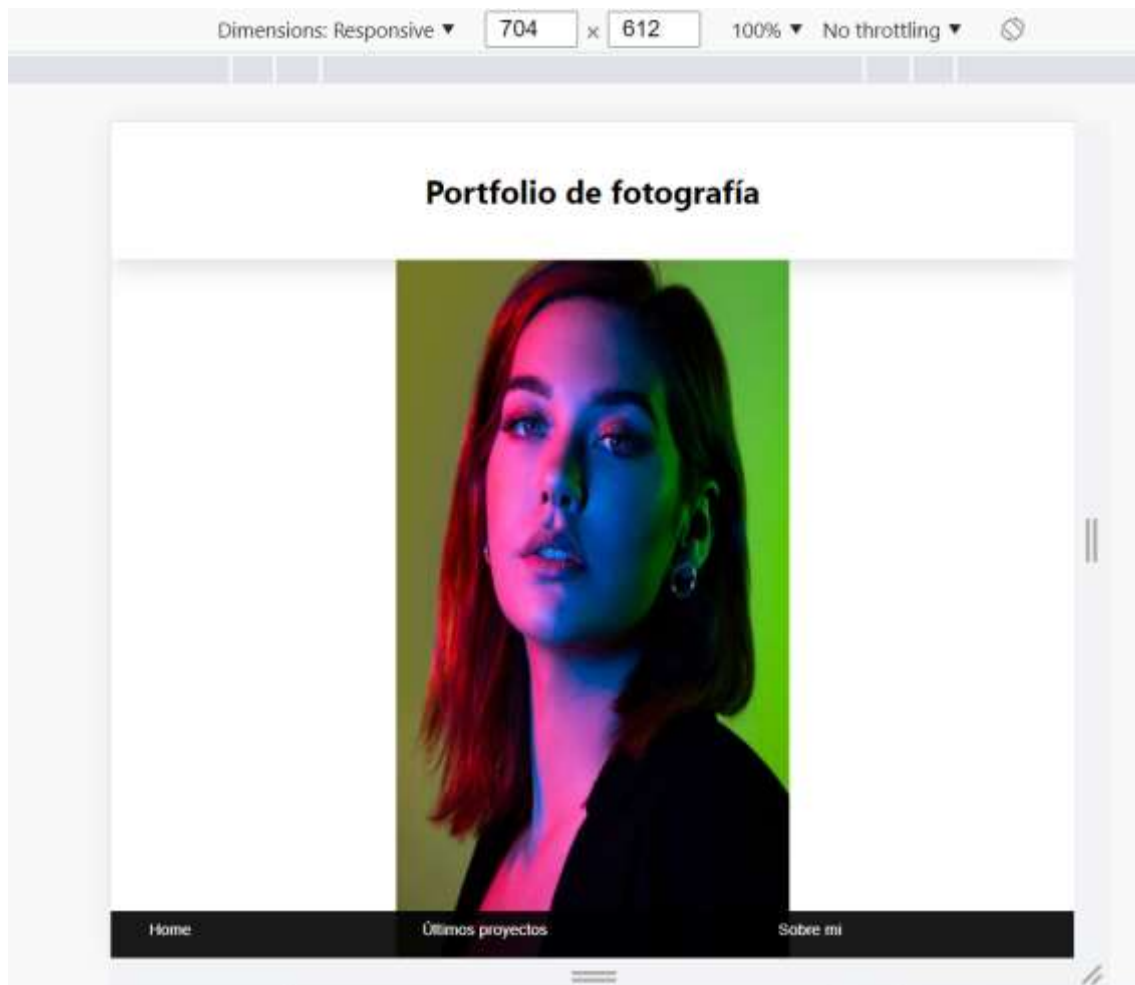 Dimensions: Responsive ▼ 704 × 612 100% ▼ No throttling ▼
Portfolio de fotografía
Home Últimos proyectos Sobre mi